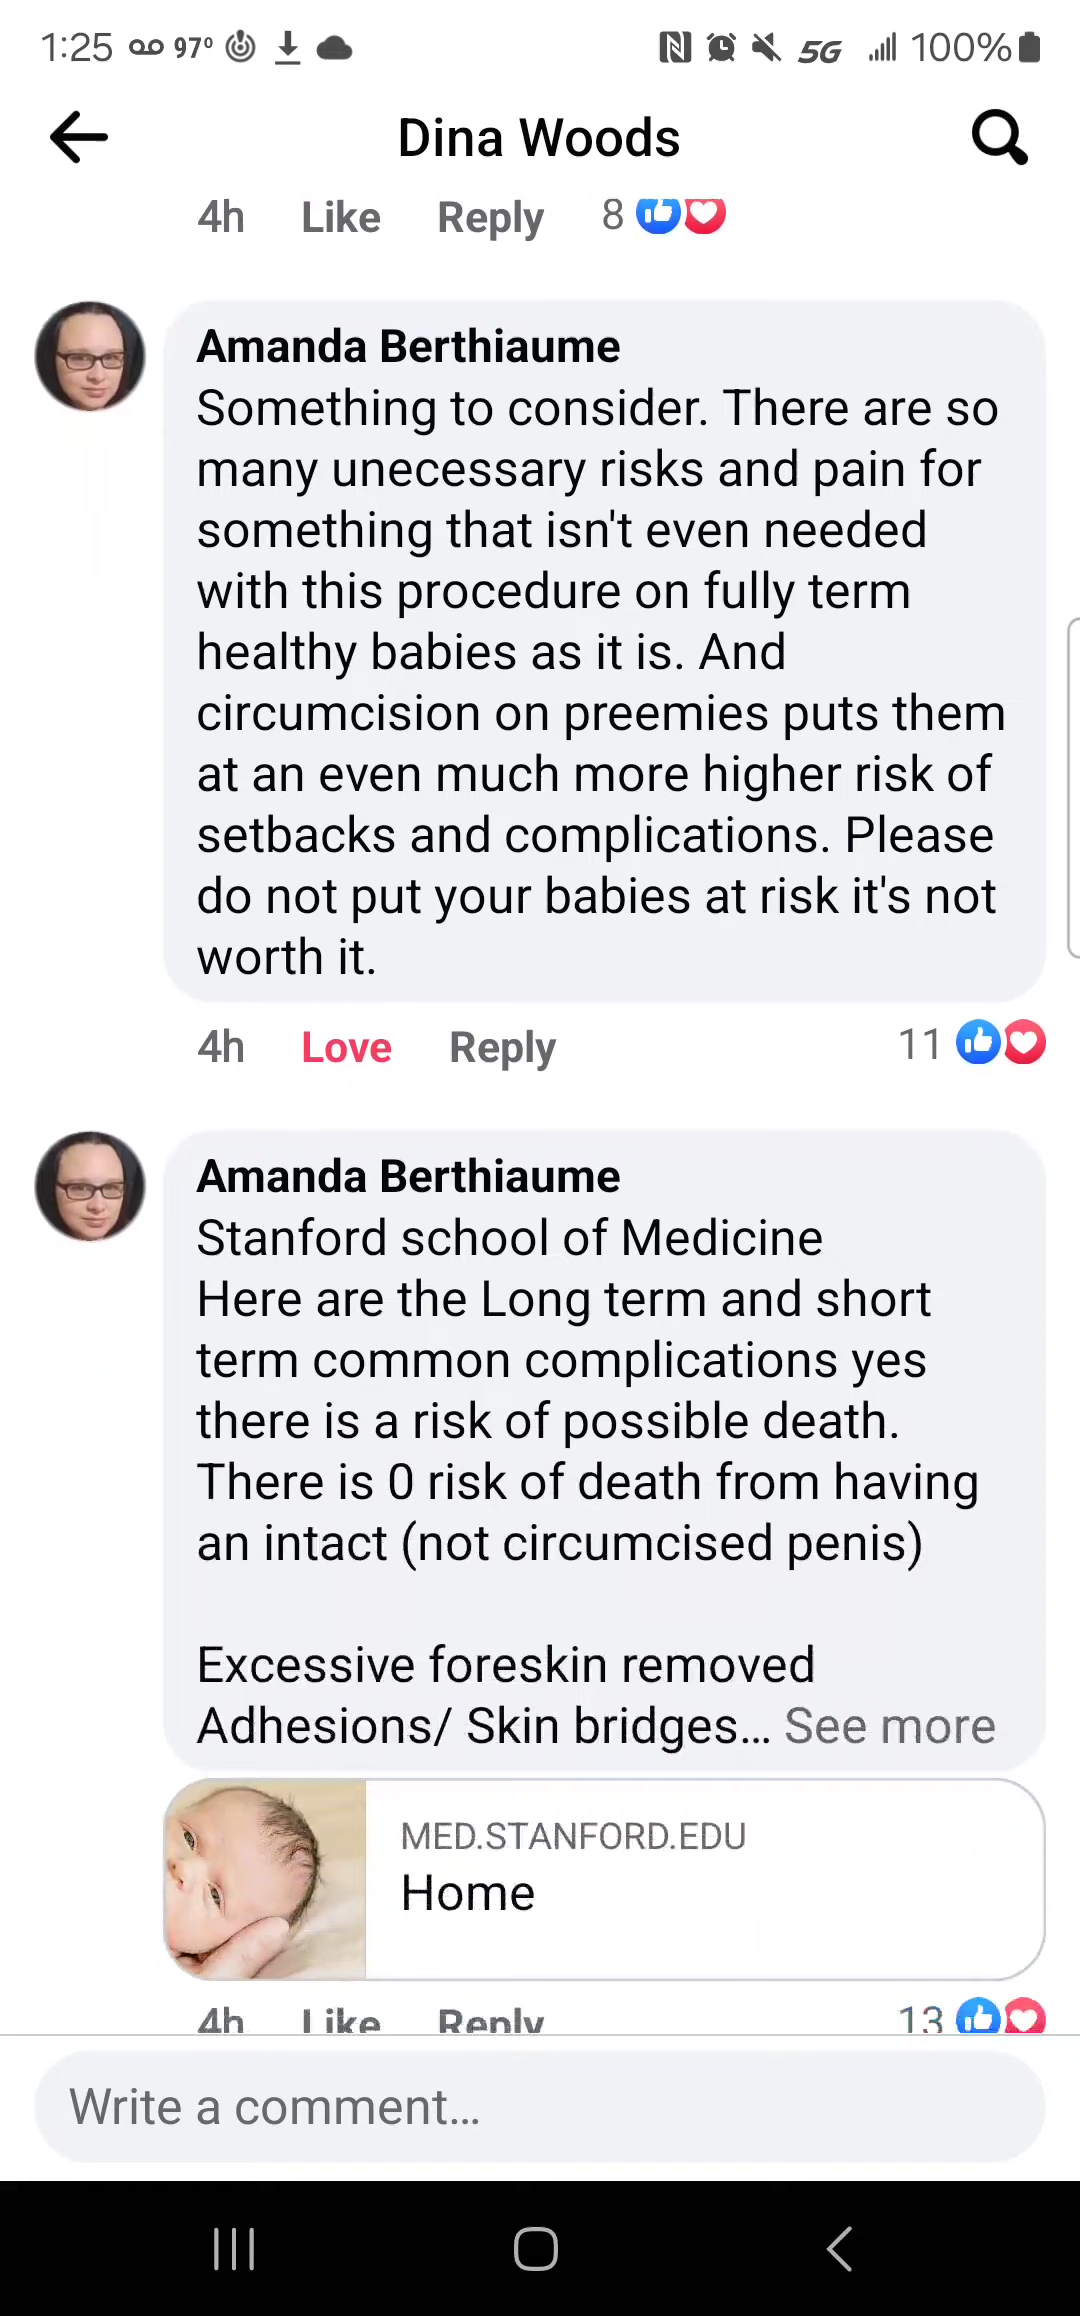 1:25 97° 5G 100%
Dina Woods
4h Like Reply 8
Amanda Berthiaume
Something to consider. There are so
many unecessary risks and pain for
something that isn't even needed
with this procedure on fully term
healthy babies as it is. And
circumcision on preemies puts them
at an even much more higher risk of
setbacks and complications. Please
do not put your babies at risk it's not
worth it.
4h Love Reply 11
Amanda Berthiaume
Stanford school of Medicine
Here are the Long term and short
term common complications yes
there is a risk of possible death.
There is 0 risk of death from having
an intact (not circumcised penis)
Excessive foreskin removed
Adhesions/ Skin bridges... See more
MED.STANFORD.EDU
Home
4h Like Reply 13
Write a comment...